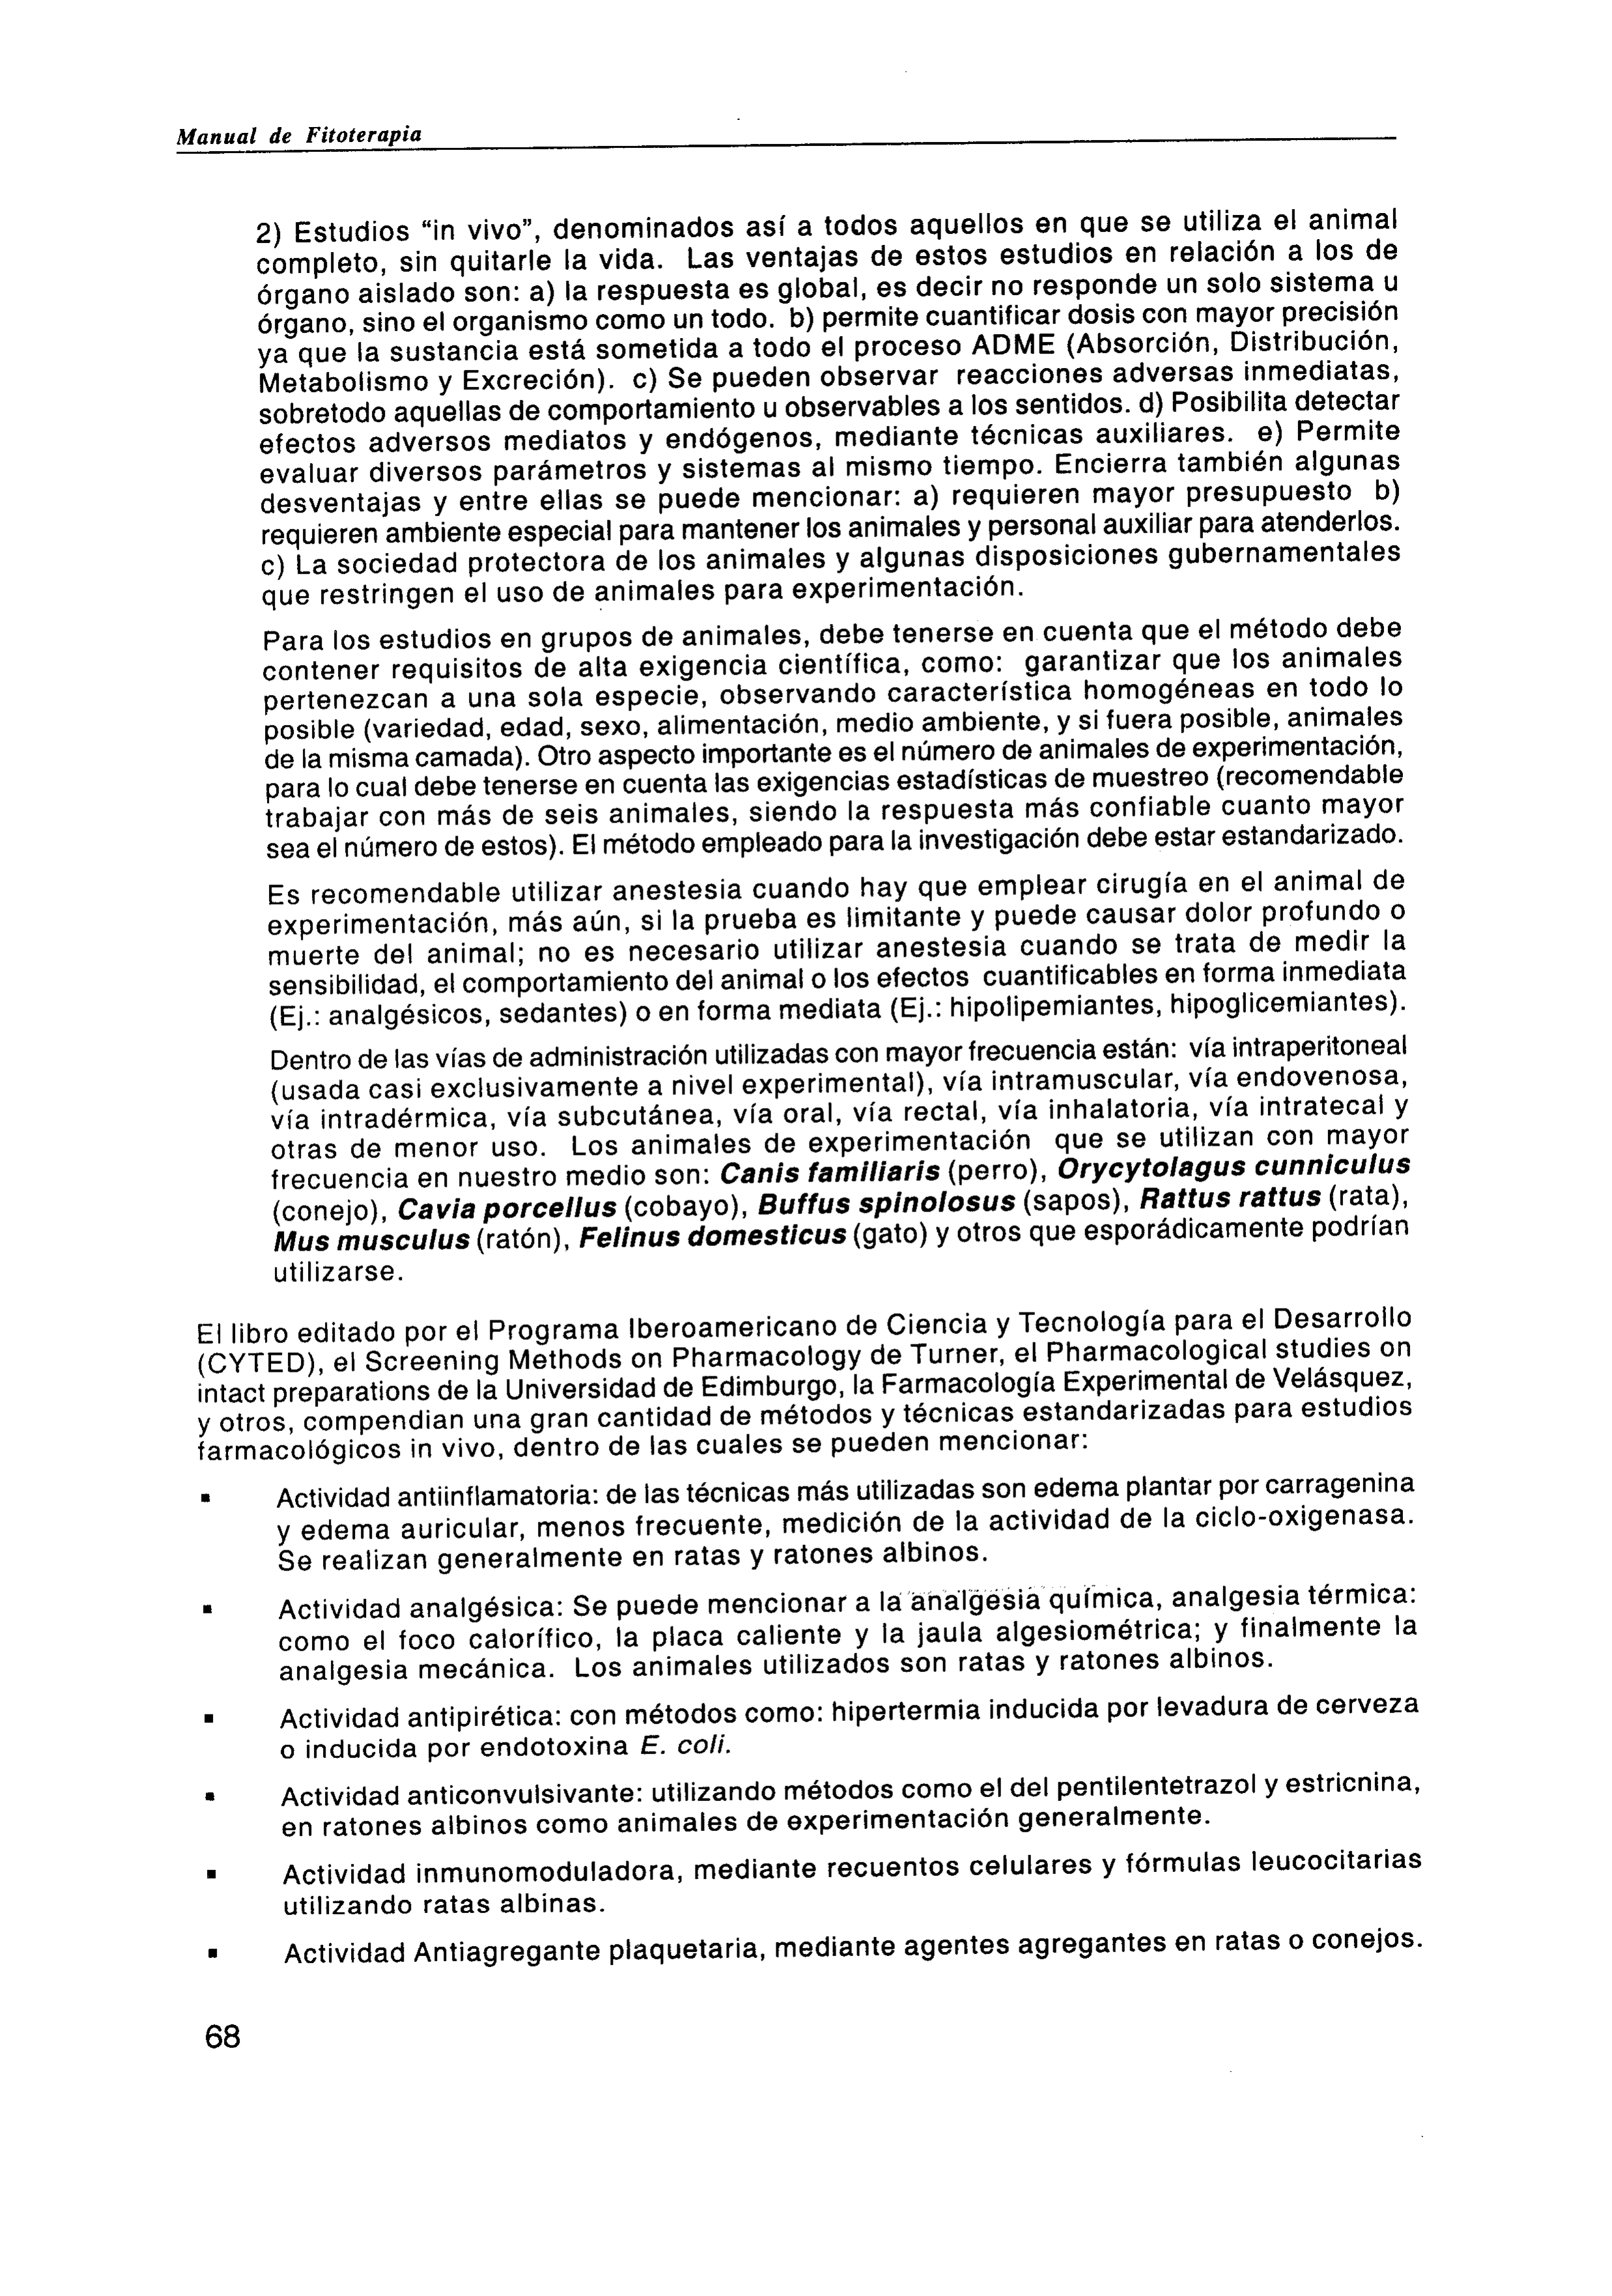 Manual de Fitoterapia
2) Estudios “in vivo”, denominados así a todos aquellos en que se utiliza el animal
completo, sin quitarle la vida. Las ventajas de estos estudios en relación a los de
órgano aislado son: a) la respuesta es global, es decir no responde un solo sistema u
órgano, sino el organismo como un todo. b) permite cuantificar dosis con mayor precisión
ya que la sustancia está sometida a todo el proceso ADME (Absorción, Distribución,
Metabolismo y Excreción). c) Se pueden observar reacciones adversas inmediatas,
sobretodo aquellas de comportamiento u observables a los sentidos. d) Posibilita detectar
efectos adversos mediatos y endógenos, mediante técnicas auxiliares. e) Permite
evaluar diversos parámetros y sistemas al mismo tiempo. Encierra también algunas
desventajas y entre ellas se puede mencionar: a) requieren mayor presupuesto b)
requieren ambiente especial para mantener los animales y personal auxiliar para atenderlos.
c) La sociedad protectora de los animales y algunas disposiciones gubernamentales
que restringen el uso de animales para experimentación.
Para los estudios en grupos de animales, debe tenerse en cuenta que el método debe
contener requisitos de alta exigencia científica, como: garantizar que los animales
pertenezcan a una sola especie, observando característica homogéneas en todo lo
posible (variedad, edad, sexo, alimentación, medio ambiente, y si fuera posible, animales
de la misma camada). Otro aspecto importante es el número de animales de experimentación,
para lo cual debe tenerse en cuenta las exigencias estadísticas de muestreo (recomendable
trabajar con más de seis animales, siendo la respuesta más confiable cuanto mayor
sea el número de estos). El método empleado para la investigación debe estar estandarizado.
Es recomendable utilizar anestesia cuando hay que emplear cirugía en el animal de
experimentación, más aún, si la prueba es limitante y puede causar dolor profundo o
muerte del animal; no es necesario utilizar anestesia cuando se trata de medir la
sensibilidad, el comportamiento del animal o los efectos cuantificables en forma inmediata
(Ej.: analgésicos, sedantes) o en forma mediata (Ej.: hipolipemiantes, hipoglicemiantes).
Dentro de las vías de administración utilizadas con mayor frecuencia están: vía intraperitoneal
(usada casi exclusivamente a nivel experimental), vía intramuscular, vía endovenosa,
vía intradérmica, vía subcutánea, vía oral, vía rectal, vía inhalatoria, vía intratecal y
otras de menor uso. Los animales de experimentación que se utilizan con mayor
frecuencia en nuestro medio son: Canis familiaris (perro), Orycytolagus cunniculus
(conejo), Cavia porcellus (cobayo), Buffus spinolosus (sapos), Rattus rattus (rata),
Mus musculus (ratón), Felinus domesticus (gato) y otros que esporádicamente podrían
utilizarse.
El libro editado por el Programa Iberoamericano de Ciencia y Tecnología para el Desarrollo
(CYTED), el Screening Methods on Pharmacology de Turner, el Pharmacological studies on
intact preparations de la Universidad de Edimburgo, la Farmacología Experimental de Velásquez,
y otros, compendian una gran cantidad de métodos y técnicas estandarizadas para estudios
farmacológicos in vivo, dentro de las cuales se pueden mencionar:
▪ Actividad antiinflamatoria: de las técnicas más utilizadas son edema plantar por carragenina
y edema auricular, menos frecuente, medición de la actividad de la ciclo-oxigenasa.
Se realizan generalmente en ratas y ratones albinos.
▪ Actividad analgésica: Se puede mencionar a la analgesia química, analgesia térmica:
como el foco calorífico, la placa caliente y la jaula algesiométrica; y finalmente la
analgesia mecánica. Los animales utilizados son ratas y ratones albinos.
▪ Actividad antipirética: con métodos como: hipertermia inducida por levadura de cerveza
o inducida por endotoxina E. coli.
▪ Actividad anticonvulsivante: utilizando métodos como el del pentilentetrazol y estricnina,
en ratones albinos como animales de experimentación generalmente.
▪ Actividad inmunomoduladora, mediante recuentos celulares y fórmulas leucocitarias
utilizando ratas albinas.
▪ Actividad Antiagregante plaquetaria, mediante agentes agregantes en ratas o conejos.
68